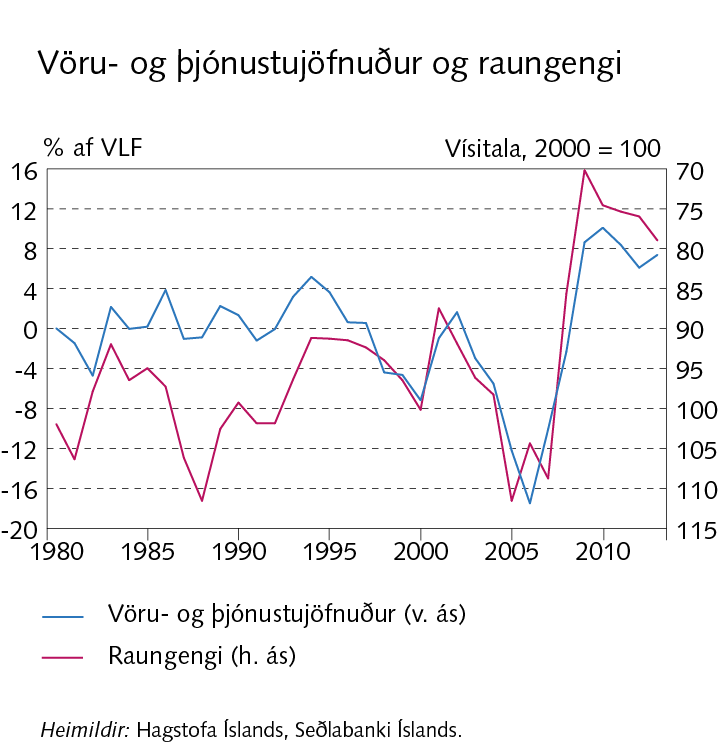 Vöru- og þjónustujöfnuður og raungengi
% af VLF
Vísitala, 2000 = 100
16 70
12 75
8 80
4 85
0 90
-4 95
-8 100
-12 105
-16 110
-20 115
1980 1985 1990 1995 2000 2005 2010
Vöru- og þjónustujöfnuður (v. ás)
Raungengi (h. ás)
Heimildir: Hagstofa Íslands, Seðlabanki Íslands.